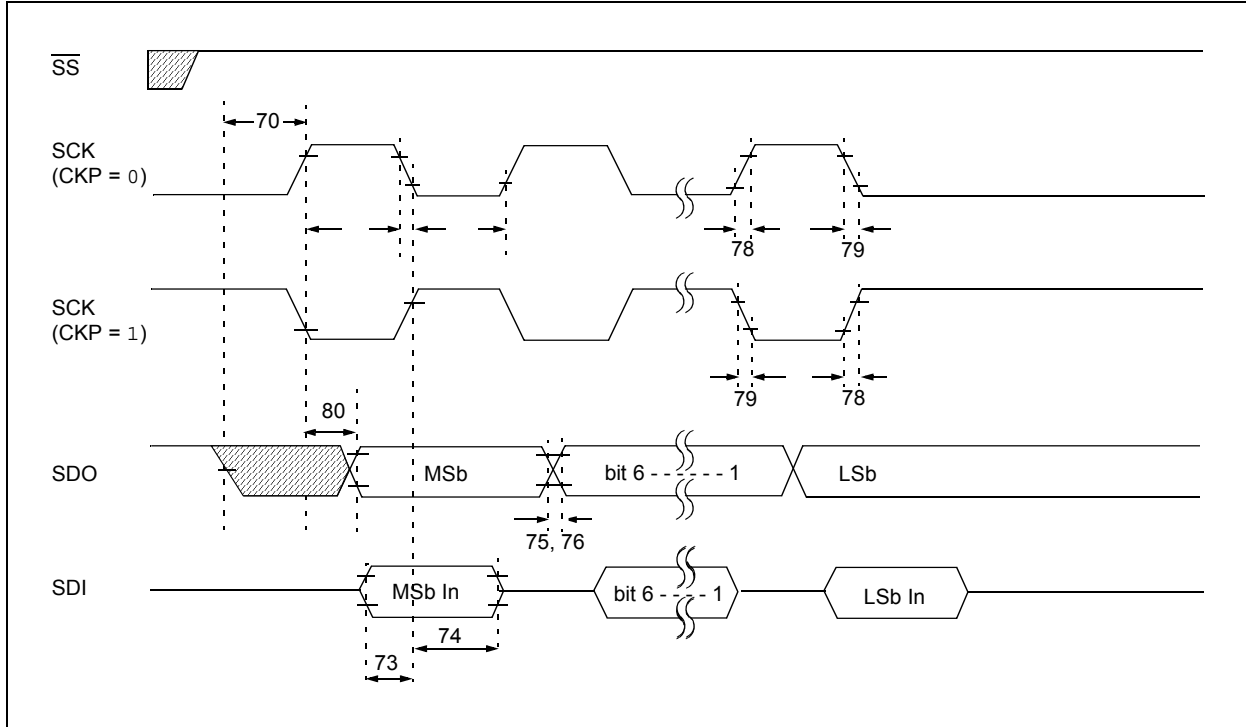 SS
70
SCK
(CKP = 0)
78
79
SCK
(CKP = 1)
79
78
80
SDO
MSb
bit 6 - - - - - - 1
LSb
75, 76
SDI
MSb In
bit 6 - - - - 1
LSb In
74
73